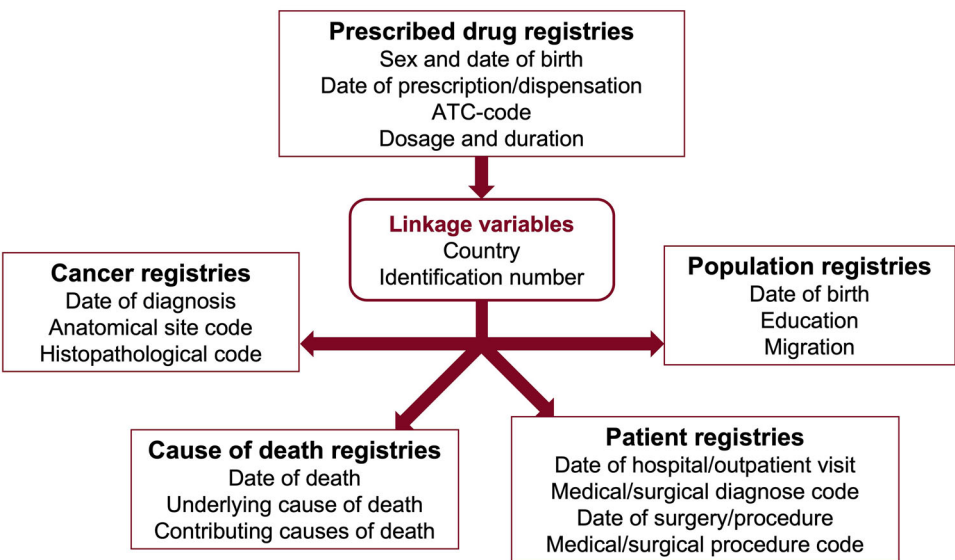 Prescribed drug registries
Sex and date of birth
Date of prescription/dispensation
ATC-code
Dosage and duration
Linkage variables
Country
Identification number
Cancer registries
Date of diagnosis
Anatomical site code
Histopathological code
Population registries
Date of birth
Education
Migration
Cause of death registries
Date of death
Underlying cause of death
Contributing causes of death
Patient registries
Date of hospital/outpatient visit
Medical/surgical diagnose code
Date of surgery/procedure
Medical/surgical procedure code